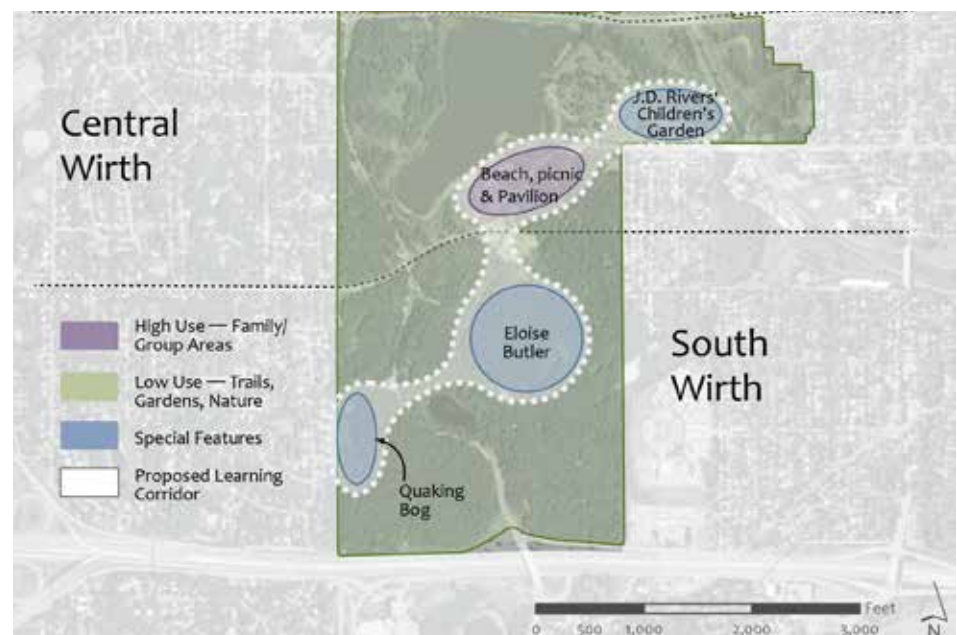 Central
Wirth
J.D. Rivers'
Children's
Garden
Beach, picnic
& Pavilion
High Use — Family/
Group Areas
Low Use — Trails,
Gardens, Nature
Special Features
Proposed Learning
Corridor
Eloise
Butler
South
Wirth
Quaking
Bog
Feet
0 500 1,000 2,000 3,000
N